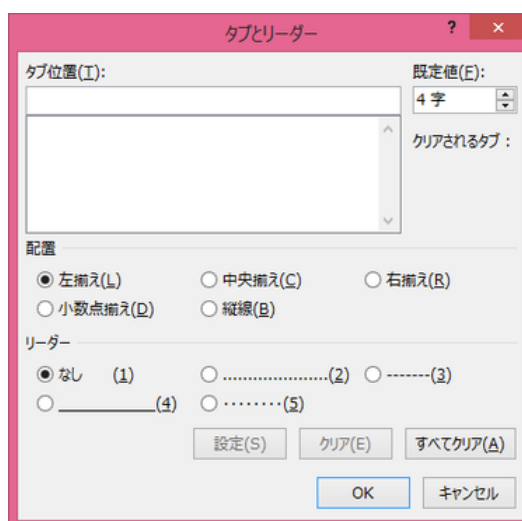 タブとリーダー ? ×
タブ位置(T): 既定値(F):
4 字
クリアされるタブ :
配置
左揃え(L) 中央揃え(C) 右揃え(R)
小数点揃え(D) 縦線(B)
リーダー
なし (1) .....................(2) -------(3)
___________(4) ········(5)
設定(S) クリア(E) すべてクリア(A)
OK キャンセル